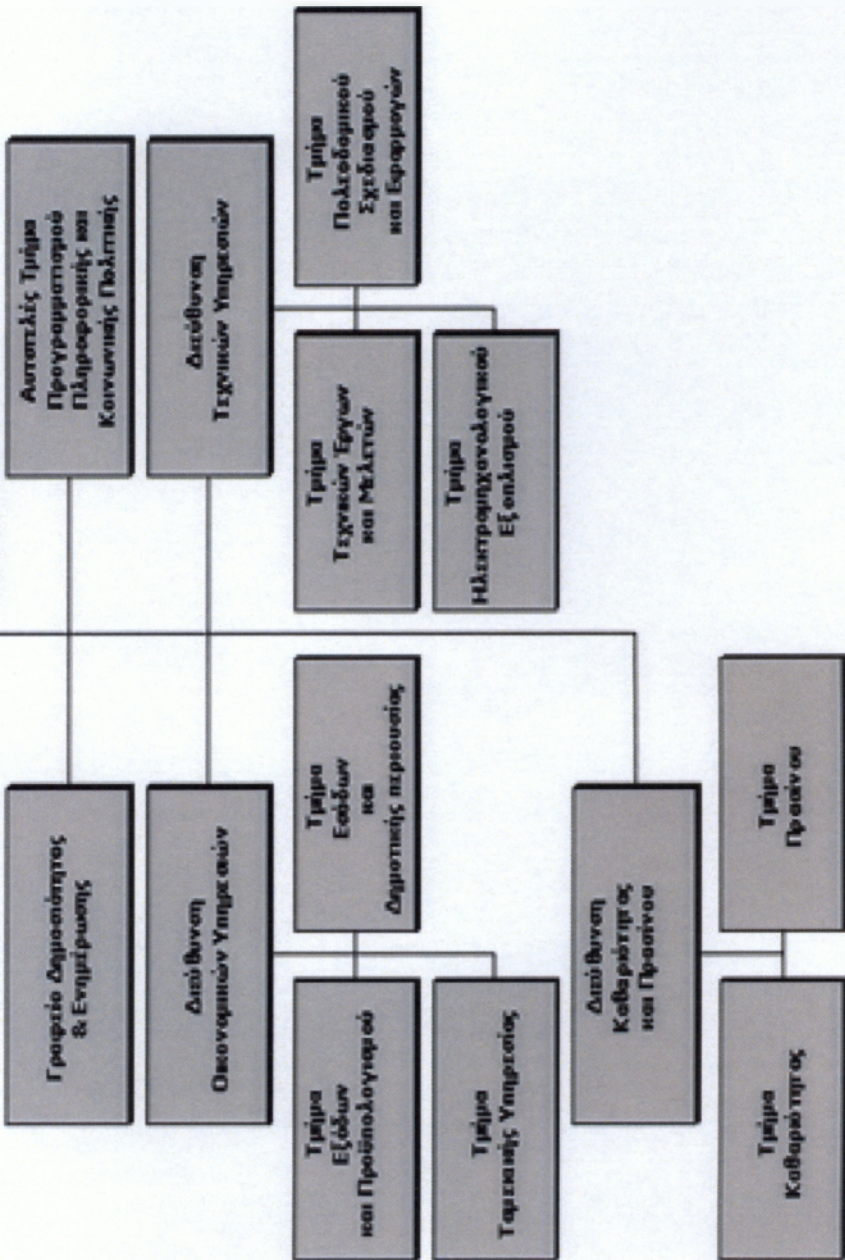 Γραφείο Δημοσιότητας
& Ενημέρωσης
Αυτοτελές Τμήμα
Προγραμματισμού
Πληροφορικής και
Κοινωνικής Πολιτικής
Διεύθυνση
Οικονομικών Υπηρεσιών
Διεύθυνση
Τεχνικών Υπηρεσιών
Τμήμα
Εξόδων
και Προϋπολογισμού
Τμήμα
Εσόδων
και
Δημοτικής περιουσίας
Τμήμα
Τεχνικών Έργων
και Μελετών
Τμήμα
Πολεοδομικού
Σχεδιασμού
και Εφαρμογών
Τμήμα
Ταμειακής Υπηρεσίας
Τμήμα
Ηλεκτρομηχανολογικού
Εξοπλισμού
Διεύθυνση
Καθαριότητας
και Πρασίνου
Τμήμα
Καθαριότητας
Τμήμα
Πρασίνου